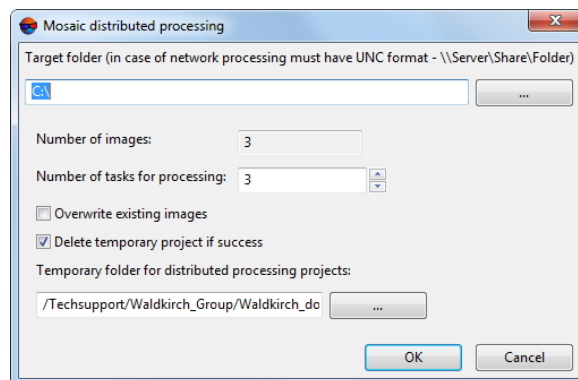 Mosaic distributed processing
Target folder (in case of network processing must have UNC format - \\Server\Share\Folder)
C:\
...
Number of images:
3
Number of tasks for processing:
3
Overwrite existing images
Delete temporary project if success
Temporary folder for distributed processing projects:
/Techsupport/Waldkirch_Group/Waldkirch_do
...
OK
Cancel